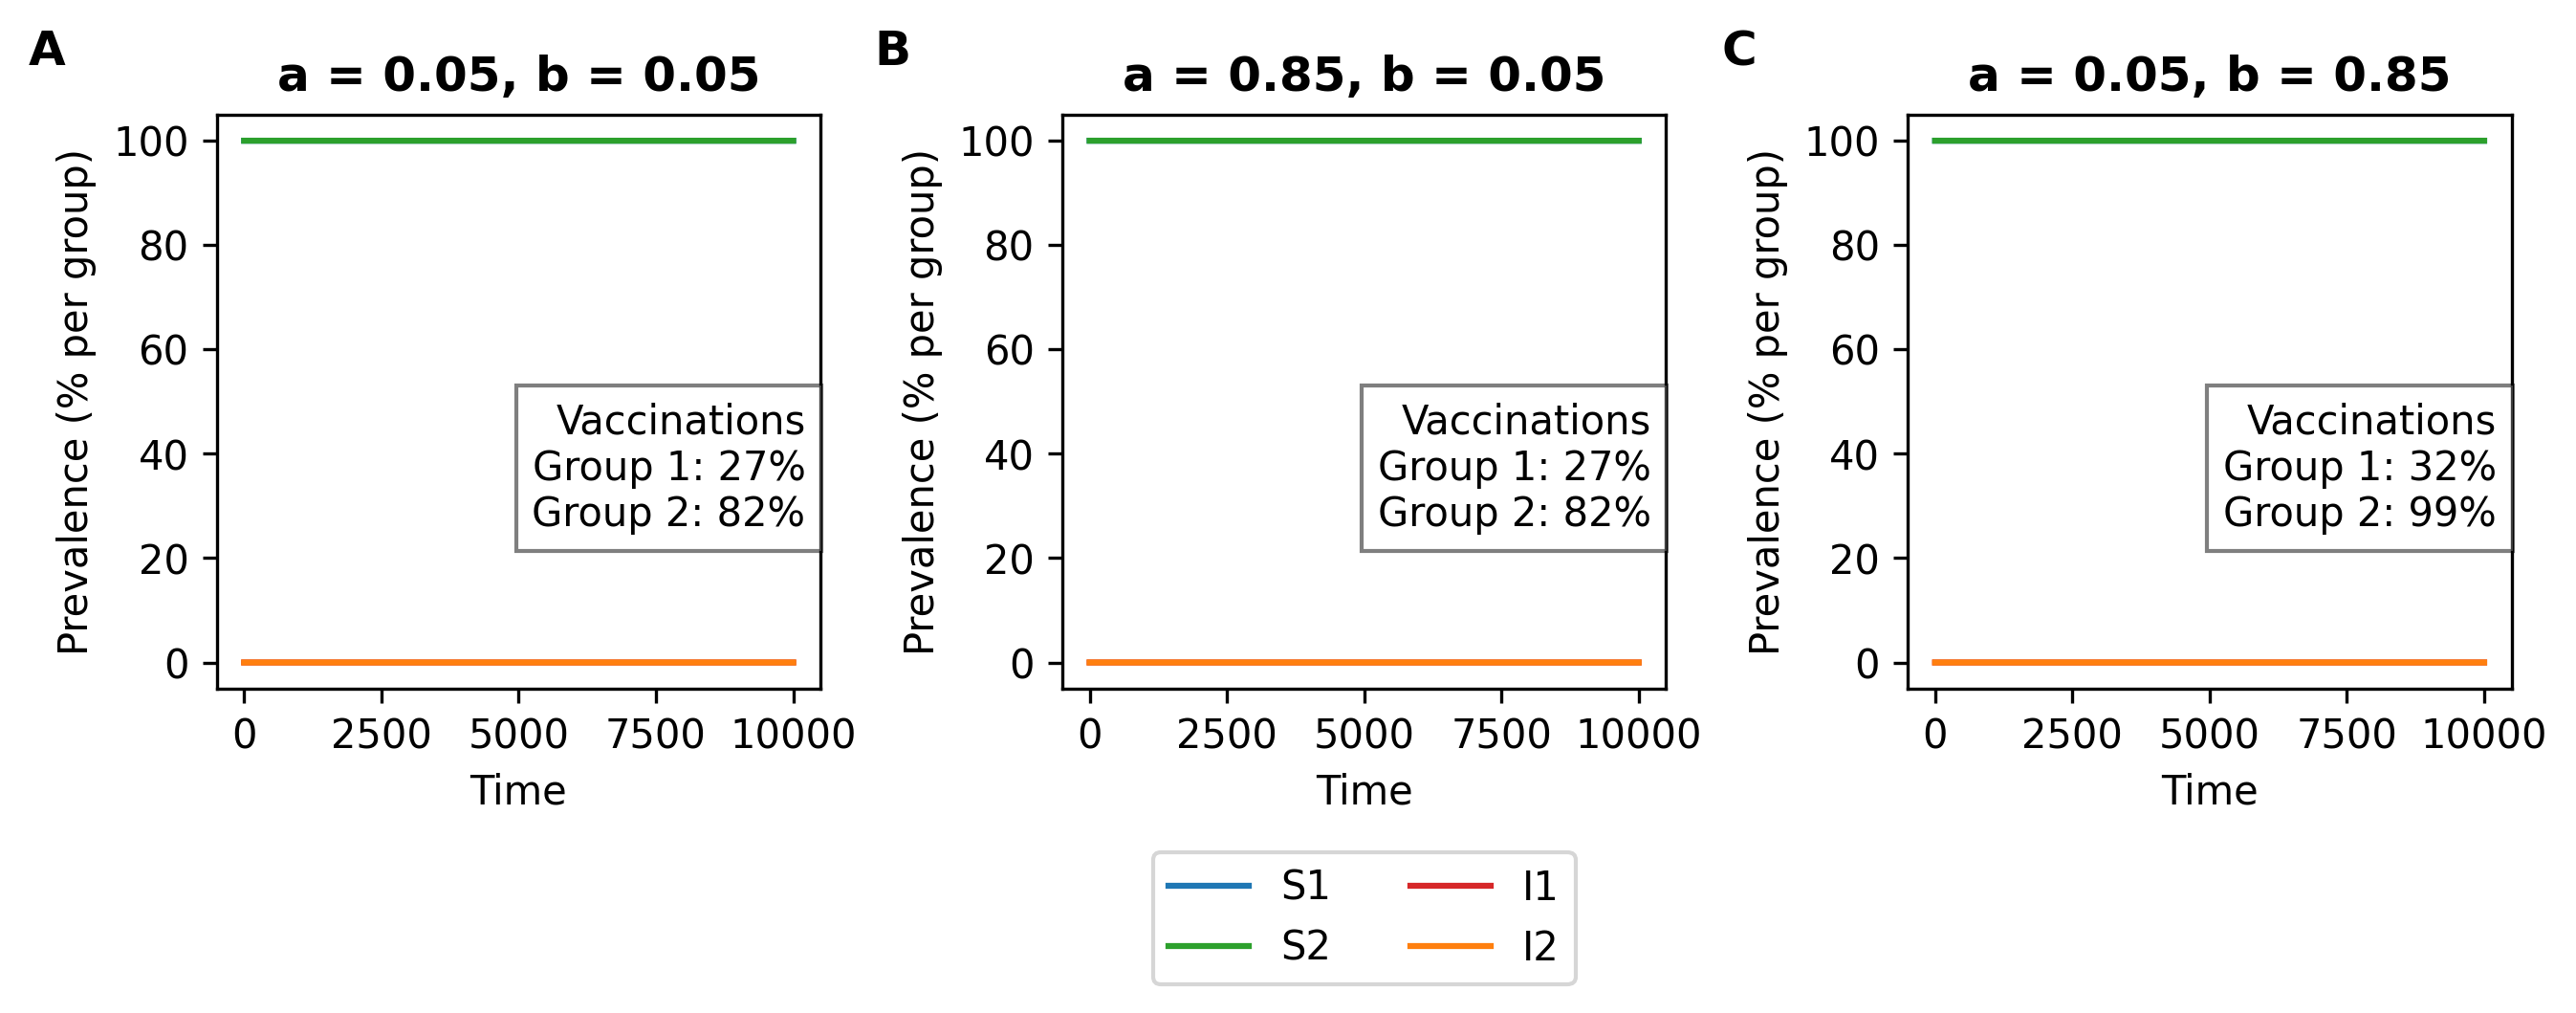 A
a = 0.05, b = 0.05
Prevalence (% per group)
100
80
60
40
20
0
Vaccinations
Group 1: 27%
Group 2: 82%
0 2500 5000 7500 10000
Time
B
a = 0.85, b = 0.05
Prevalence (% per group)
100
80
60
40
20
0
Vaccinations
Group 1: 27%
Group 2: 82%
0 2500 5000 7500 10000
Time
C
a = 0.05, b = 0.85
Prevalence (% per group)
100
80
60
40
20
0
Vaccinations
Group 1: 32%
Group 2: 99%
0 2500 5000 7500 10000
Time
S1 I1
S2 I2